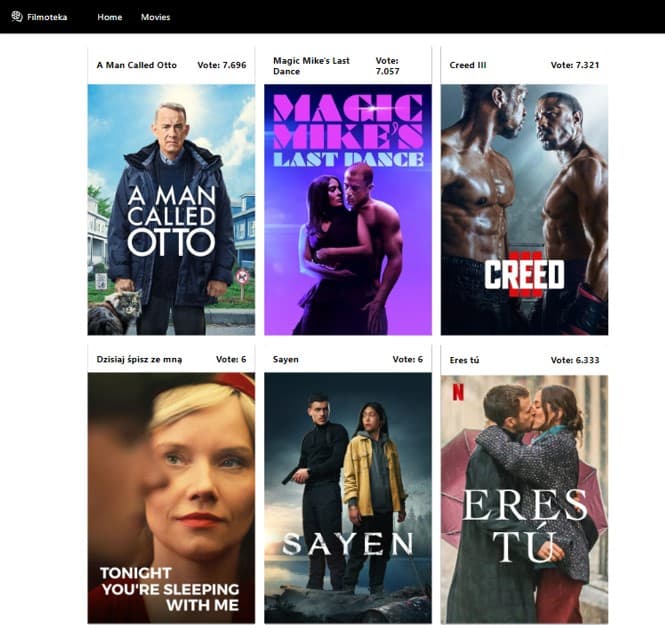 Filmoteka Home Movies
A Man Called Otto Vote: 7.696
Magic Mike's Last
Dance
Vote:
7.057
Creed III Vote: 7.321
A MAN
CALLED
OTTO
MAGIC
MIKE'S
LAST DANCE
CREED
III
Dzisiaj śpisz ze mną Vote: 6
Sayen Vote: 6
Eres tú Vote: 6.333
TONIGHT
YOU'RE SLEEPING
WITH ME
SAYEN
N
ERES
TÚ